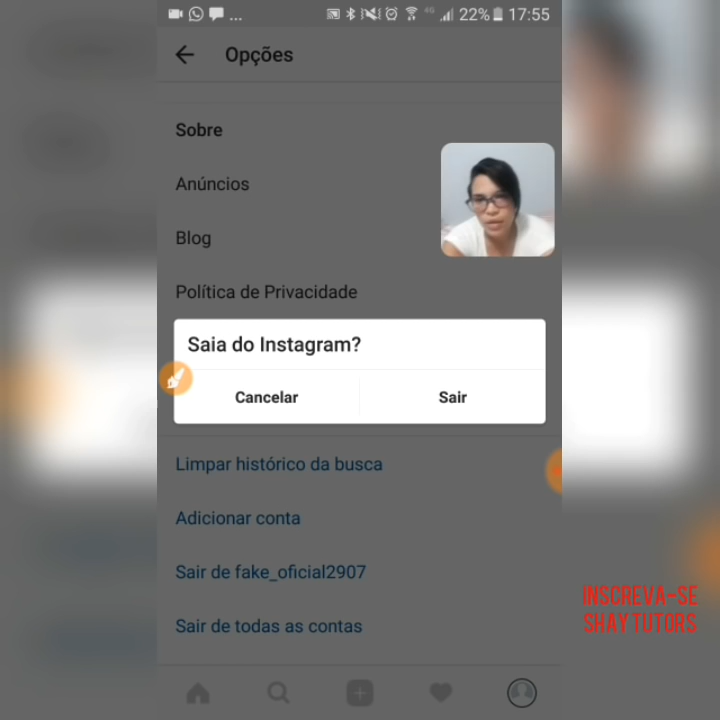 ... 4G 22% 17:55
Opções
Sobre
Anúncios
Blog
Política de Privacidade
Saia do Instagram?
Cancelar Sair
Limpar histórico da busca
Adicionar conta
Sair de fake_oficial2907
Sair de todas as contas
INSCREVA-SE
SHAYTUTORS